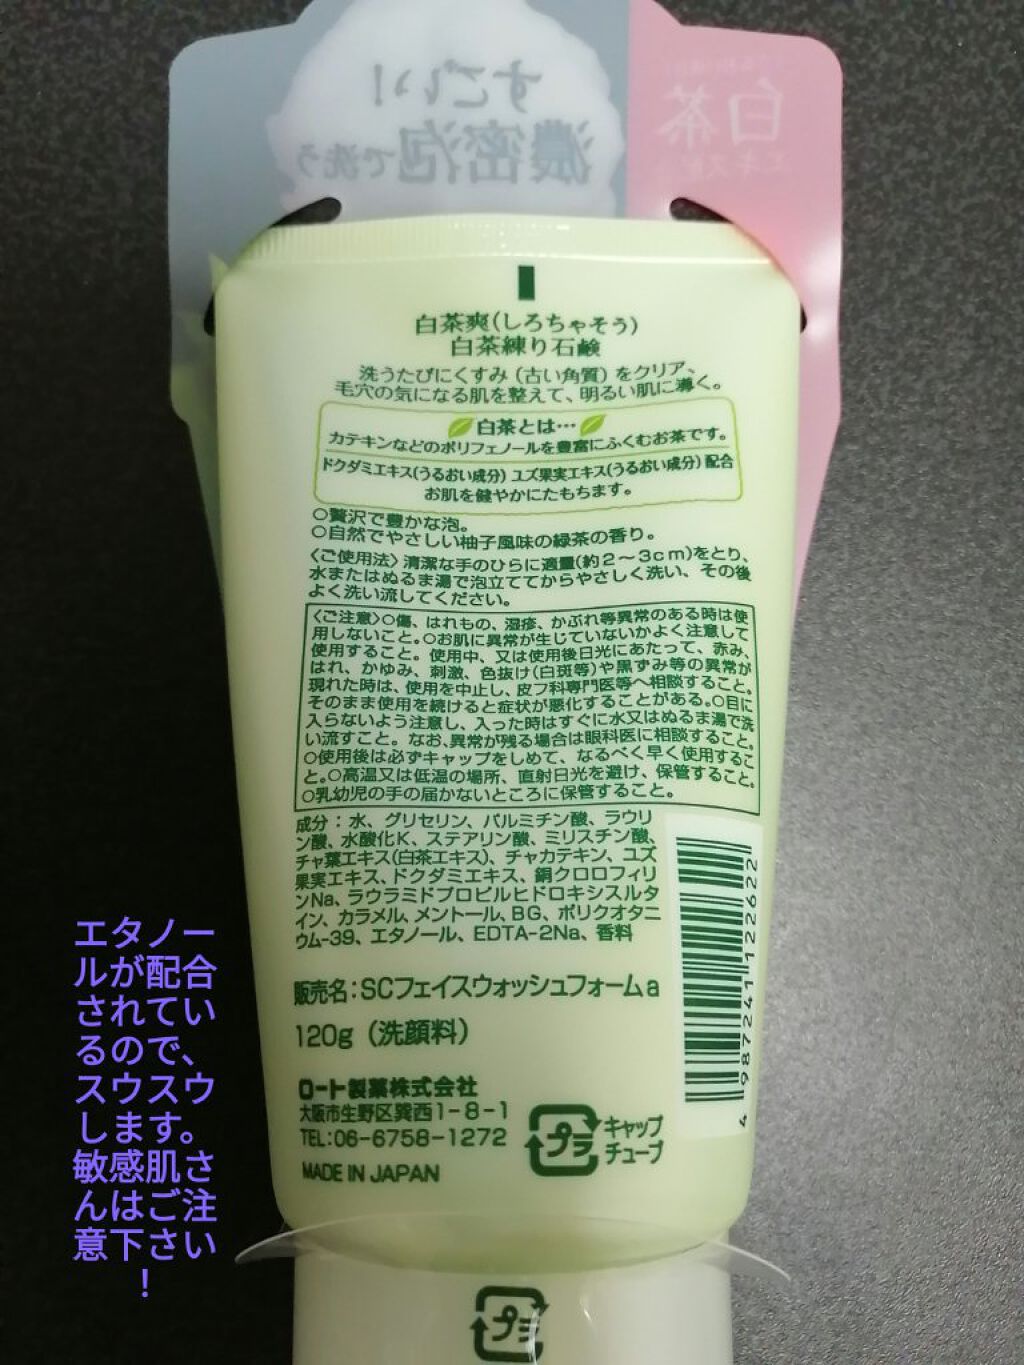 すごい!
濃密泡で洗う
白茶
エキス
白茶爽(しろちゃそう)
白茶練り石鹸
洗うたびにくすみ(古い角質)をクリア、
毛穴の気になる肌を整えて、明るい肌に導く。
白茶とは…
カテキンなどのポリフェノールを豊富にふくむお茶です。
ドクダミエキス(うるおい成分) ユズ果実エキス(うるおい成分) 配合
お肌を健やかにたもちます。
○贅沢で豊かな泡。
○自然でやさしい柚子風味の緑茶の香り。
〈ご使用法〉清潔な手のひらに適量(約2〜3cm)をとり、
水またはぬるま湯で泡立ててからやさしく洗い、その後
よく洗い流してください。
〈ご注意〉○傷、はれもの、湿疹、かぶれ等異常のある時は使
用しないこと。○お肌に異常が生じていないかよく注意して
使用すること。使用中、又は使用後日光にあたって、赤み、
はれ、かゆみ、刺激、色抜け(白斑等)や黒ずみ等の異常が
現れた時は、使用を中止し、皮フ科専門医等へ相談すること。
そのまま使用を続けると症状が悪化することがある。○目に
入らないよう注意し、入った時はすぐに水又はぬるま湯で洗
い流すこと。なお、異常が残る場合は眼科医に相談すること。
○使用後は必ずキャップをしめて、なるべく早く使用するこ
と。○高温又は低温の場所、直射日光を避け、保管すること。
○乳幼児の手の届かないところに保管すること。
成分：水、グリセリン、パルミチン酸、ラウリ
ン酸、水酸化K、ステアリン酸、ミリスチン酸、
チャ葉エキス(白茶エキス)、チャカテキン、ユズ
果実エキス、ドクダミエキス、銅クロロフィリ
ンNa、ラウラミドプロピルヒドロキシスルタ
イン、カラメル、メントール、BG、ポリクオタニ
ウム-39、エタノール、EDTA-2Na、香料
販売名：SCフェイスウォッシュフォームa
120g(洗顔料)
ロート製薬株式会社
大阪市生野区巽西1-8-1
TEL:06-6758-1272
MADE IN JAPAN
プラ
キャップ
チューブ
4 987241 122622
エタノー
ルが配合
されてい
るので、
スウスウ
します。
敏感肌さ
んはご注
意下さい
！
プラ